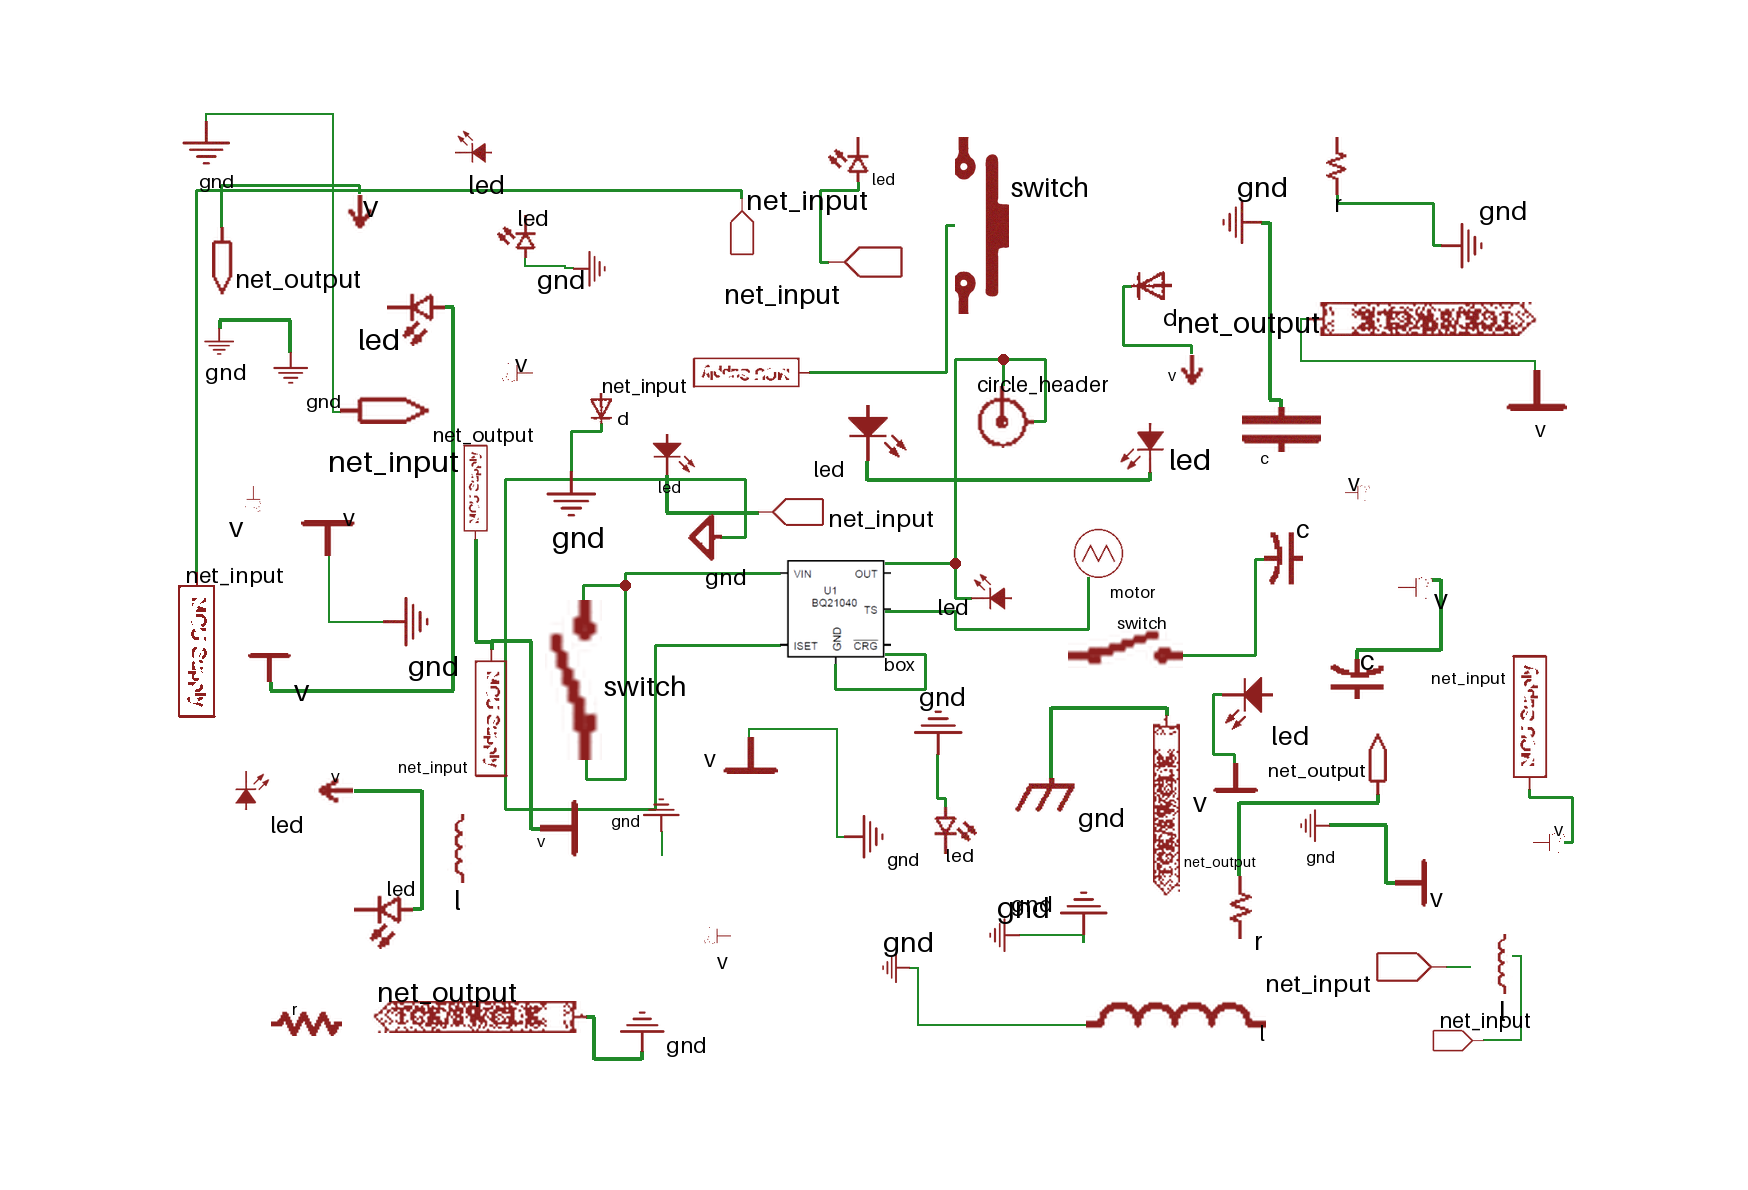 gnd
led
v
net_input
led
switch
gnd
r
gnd
led
net_output
gnd
net_input
led
d
net_output
gnd
v
v
v
net_input
circle_header
gnd
d
net_output
net_input
led
led
led
c
v
led
v
v
v
net_input
gnd
c
gnd
VIN
OUT
U1
BQ21040
TS
GND
ISET
CRG
net_input
motor
led
v
switch
box
gnd
switch
c
net_input
v
gnd
led
v
net_input
net_output
v
led
gnd
v
gnd
v
gnd
v
led
gnd
net_output
gnd
led
l
gnd
gnd
v
gnd
r
v
net_input
net_output
r
l
net_input
gnd
l